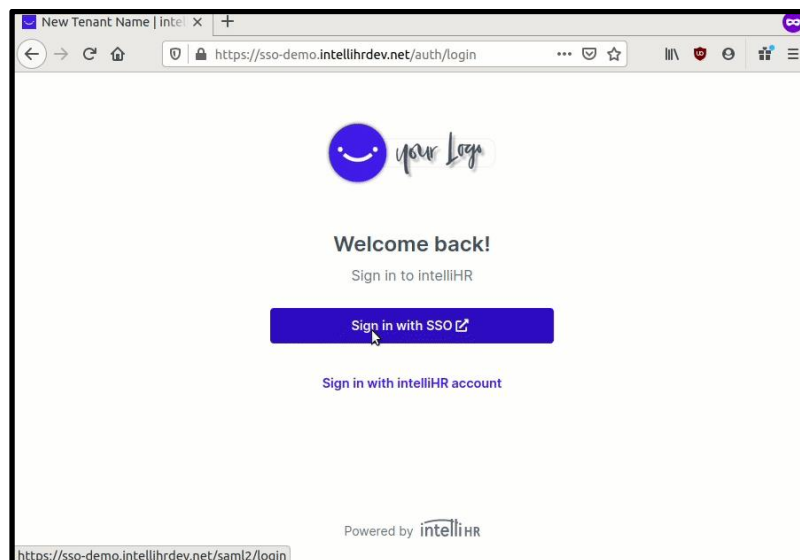 New Tenant Name | intel
https://sso-demo.intellihrdev.net/auth/login
your Logo
Welcome back!
Sign in to intelliHR
Sign in with SSO
Sign in with intelliHR account
Powered by intelliHR
https://sso-demo.intellihrdev.net/saml2/login